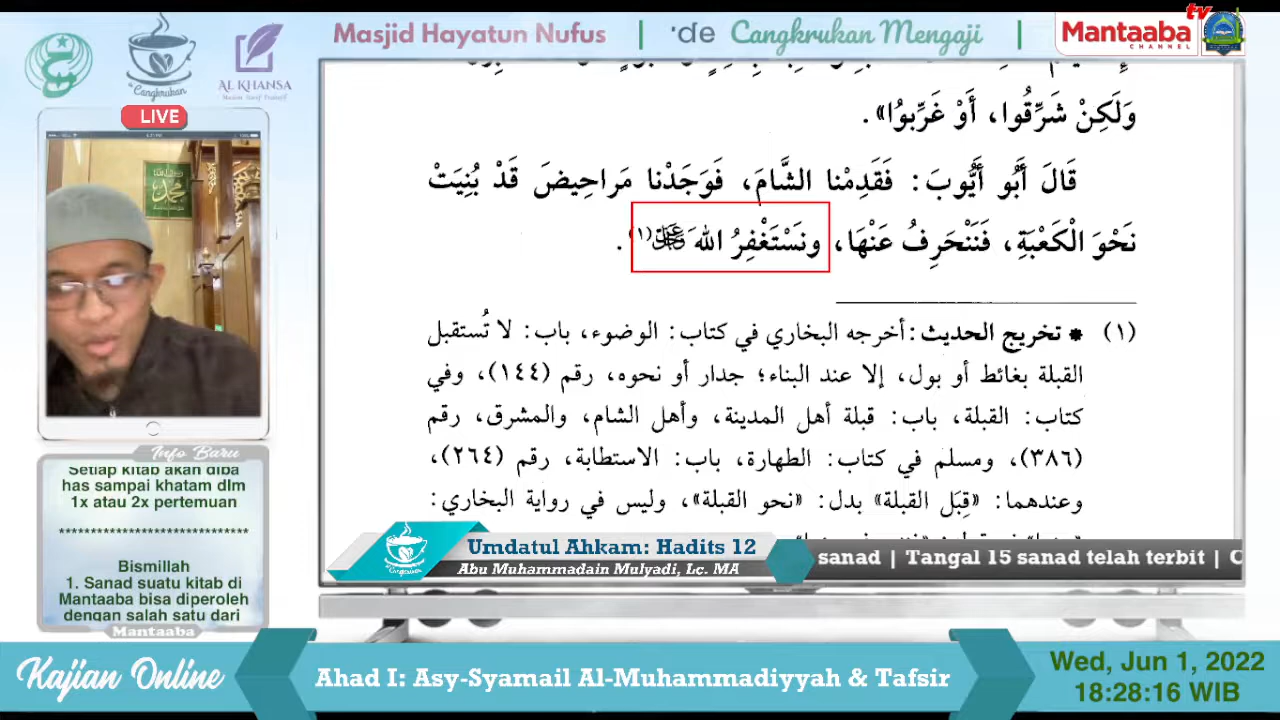 Masjid Hayatun Nufus | 'de Cangkrukan Mengaji |
Mantaaba tv
CHANNEL
Cangkrukan
AL KHANSA
LIVE
وَلَكِنْ شَرِّقُوا، أَوْ غَرِّبُوا».
قَالَ أَبُو أَيُّوبَ: فَقَدِمْنا الشَّامَ، فَوَجَدْنا مَراحِيضَ قَدْ بُنِيَتْ
نَحْوَ الْكَعْبَةِ، فَنَنْحَرِفُ عَنْهَا، ونَسْتَغْفِرُ اللهَ ﷿(١).
(١) * تخريج الحديث: أخرجه البخاري في كتاب: الوضوء، باب: لا تُستقبل
القبلة بغائط أو بول، إلا عند البناء؛ جدار أو نحوه، رقم (١٤٤)، وفي
كتاب: القبلة، باب: قبلة أهل المدينة، وأهل الشام، والمشرق، رقم
(٣٨٦)، ومسلم في كتاب: الطهارة، باب: الاستطابة، رقم (٢٦٤)،
وعندهما: «قِبَل القبلة» بدل: «نحو القبلة»، وليس في رواية البخاري:
Info Baru
Setiap kitab akan diba
has sampai khatam dlm
1x atau 2x pertemuan
******************************
Bismillah
1. Sanad suatu kitab di
Mantaaba bisa diperoleh
dengan salah satu dari
Mantaaba
Umdatul Ahkam: Hadits 12
Abu Muhammadain Mulyadi, Lc. MA
sanad | Tangal 15 sanad telah terbit |
Kajian Online
Ahad I: Asy-Syamail Al-Muhammadiyyah & Tafsir
Wed, Jun 1, 2022
18:28:16 WIB